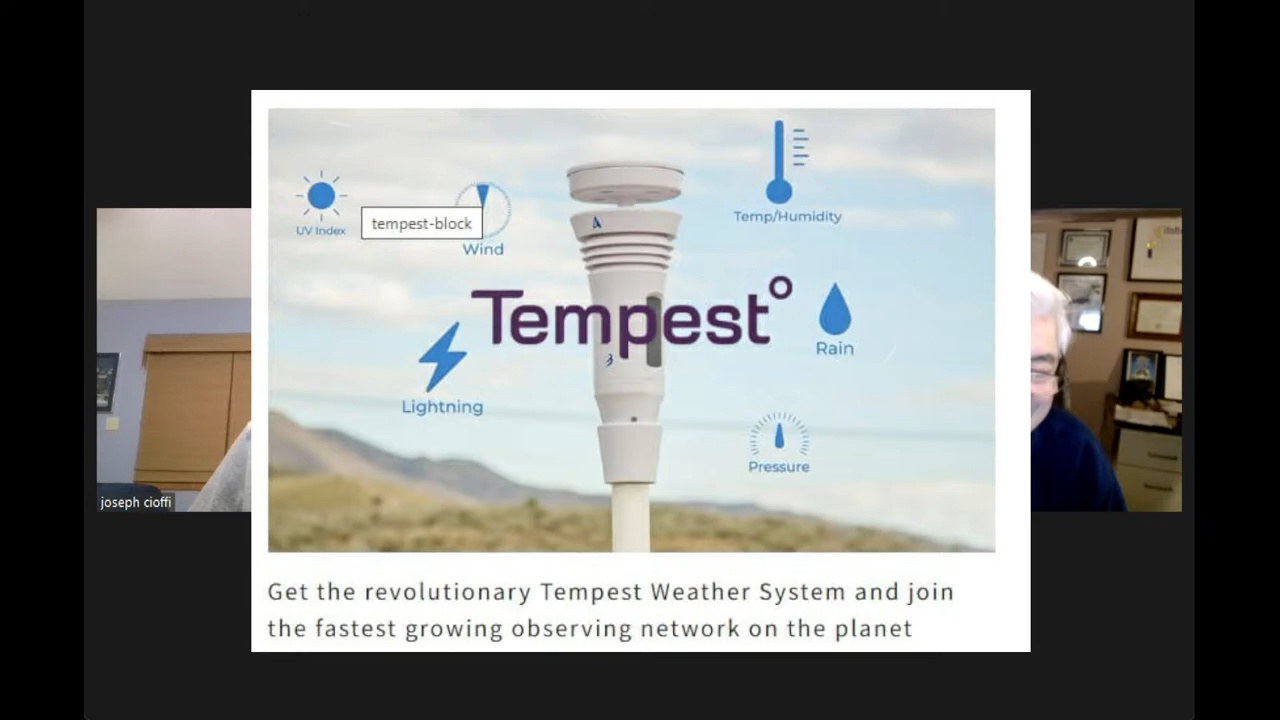 UV Index
tempest-block
Wind
Temp/Humidity
Tempest°
Rain
Lightning
Pressure
joseph cioffi
Get the revolutionary Tempest Weather System and join
the fastest growing observing network on the planet